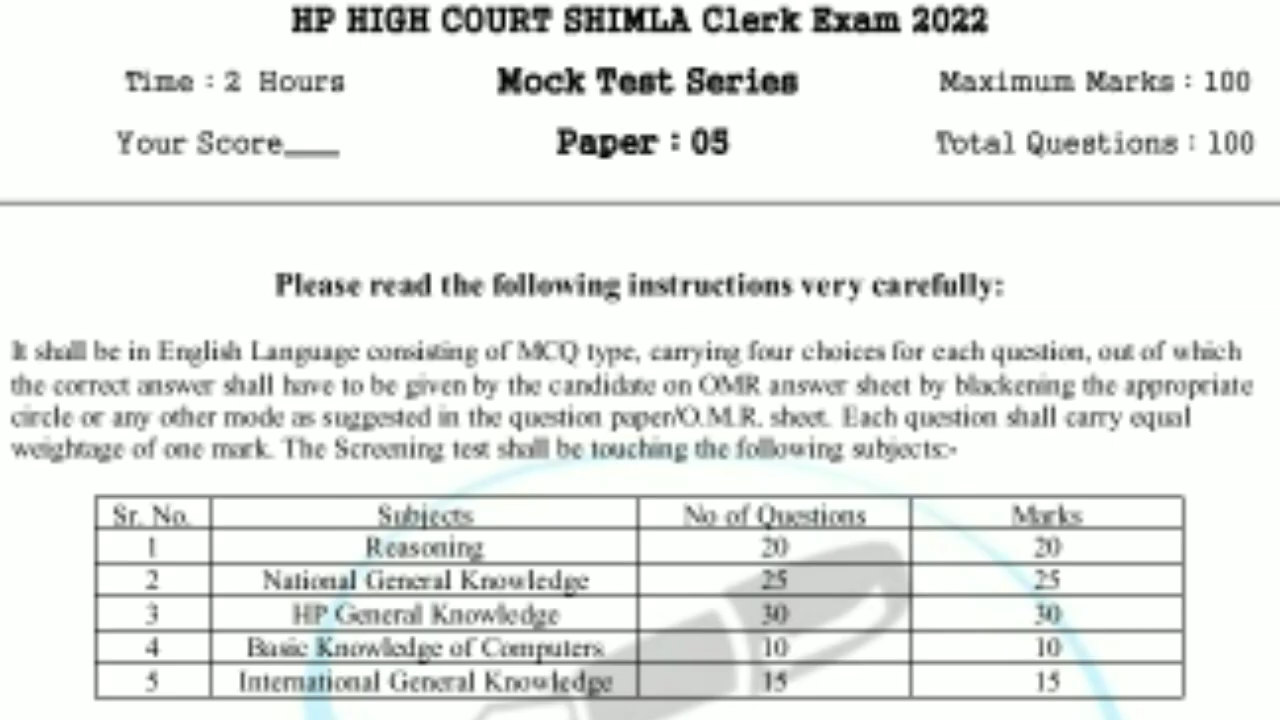 HP HIGH COURT SHIMLA Clerk Exam 2022
Time : 2 Hours Mock Test Series Maximum Marks : 100
Your Score___ Paper : 05 Total Questions : 100
Please read the following instructions very carefully:
It shall be in English Language consisting of MCQ type, carrying four choices for each question, out of which
the correct answer shall have to be given by the candidate on OMR answer sheet by blackening the appropriate
circle or any other mode as suggested in the question paper/O.M.R. sheet. Each question shall carry equal
weightage of one mark. The Screening test shall be touching the following subjects:-
Sr. No. Subjects No of Questions Marks
1 Reasoning 20 20
2 National General Knowledge 25 25
3 HP General Knowledge 30 30
4 Basic Knowledge of Computers 10 10
5 International General Knowledge 15 15